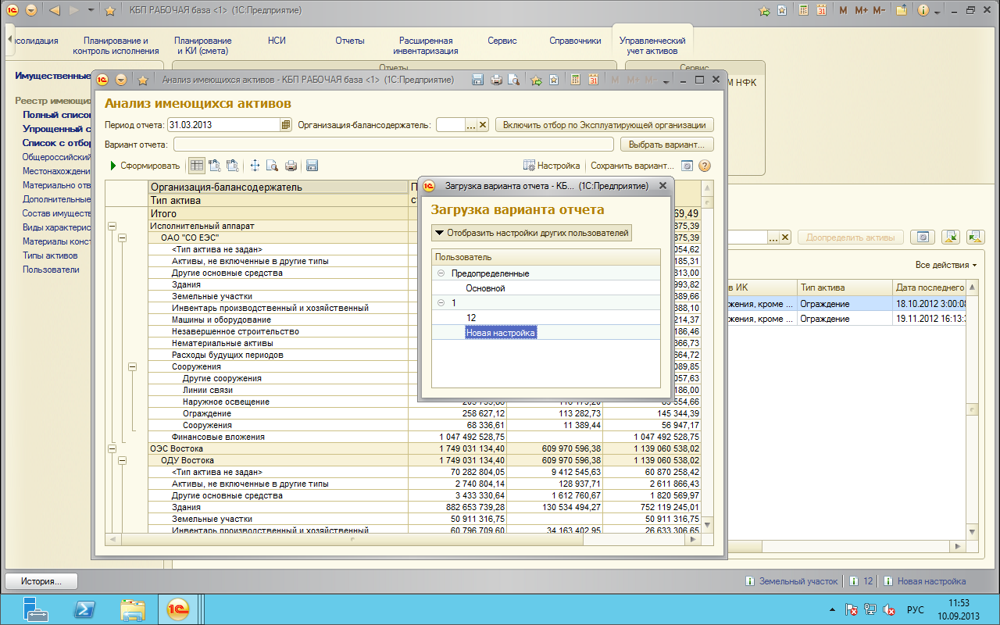 КБП РАБОЧАЯ база <1> (1С:Предприятие)
M M+ M-
солидация
Планирование и контроль исполнения
Планирование и КИ (смета)
НСИ
Отчеты
Расширенная инвентаризация
Сервис
Справочники
Управленческий учет активов
Имущественные
Реестр имеющих
Полный список
Упрощенный с
Список с отбор
Общероссийский
Местонахождени
Материально отв
Дополнительные
Состав имущест
Виды характерис
Материалы конст
Типы активов
Пользователи
Отчеты
Сервис
М НФК
Анализ имеющихся активов - КБП РАБОЧАЯ база <1> (1С:Предприятие)
M M+ M-
Анализ имеющихся активов
Период отчета: 31.03.2013 Организация-балансодержатель: ... Включить отбор по Эксплуатирующей организации
Вариант отчета: Выбрать вариант...
Сформировать Настройка Сохранить вариант...
Организация-балансодержатель
Тип актива
Итого 69,49
Исполнительный аппарат 875,39
ОАО "СО ЕЭС" 875,39
<Тип актива не задан> 054,62
Активы, не включенные в другие типы 185,31
Другие основные средства 813,00
Здания 993,82
Земельные участки 389,66
Инвентарь производственный и хозяйственный 388,10
Машины и оборудование 214,37
Незавершенное строительство 186,46
Нематериальные активы 366,73
Расходы будущих периодов 664,72
Сооружения 089,85
Другие сооружения 057,63
Линии связи 186,00
Наружное освещение 554,66
Ограждение 258 627,12 113 282,73 145 344,39
Сооружения 68 336,61 11 389,44 56 947,17
Финансовые вложения 1 047 492 528,75 1 047 492 528,75
ОЭС Востока 1 749 031 134,40 609 970 596,38 1 139 060 538,02
ОДУ Востока 1 749 031 134,40 609 970 596,38 1 139 060 538,02
<Тип актива не задан> 70 282 804,05 9 412 545,63 60 870 258,42
Активы, не включенные в другие типы 2 740 804,14 128 937,71 2 611 866,43
Другие основные средства 3 433 330,64 1 612 760,67 1 820 569,97
Здания 882 653 739,28 130 534 494,27 752 119 245,01
Земельные участки 50 911 316,75 50 911 316,75
Инвентарь производственный и хозяйственный 60 796 709,60 34 163 402,95 26 633 306,65
Загрузка варианта отчета - КБ... (1С:Предприятие)
Загрузка варианта отчета
Отобразить настройки других пользователей
Пользователь
Предопределенные
Основной
1
12
Новая настройка
... Доопределить активы
Все действия
в ИК Тип актива Дата последнего
жения, кроме ... Ограждение 18.10.2012 3:00:08
жения, кроме ... Ограждение 19.11.2012 16:13:3
История...
Земельный участок
12
Новая настройка
РУС
11:53
10.09.2013